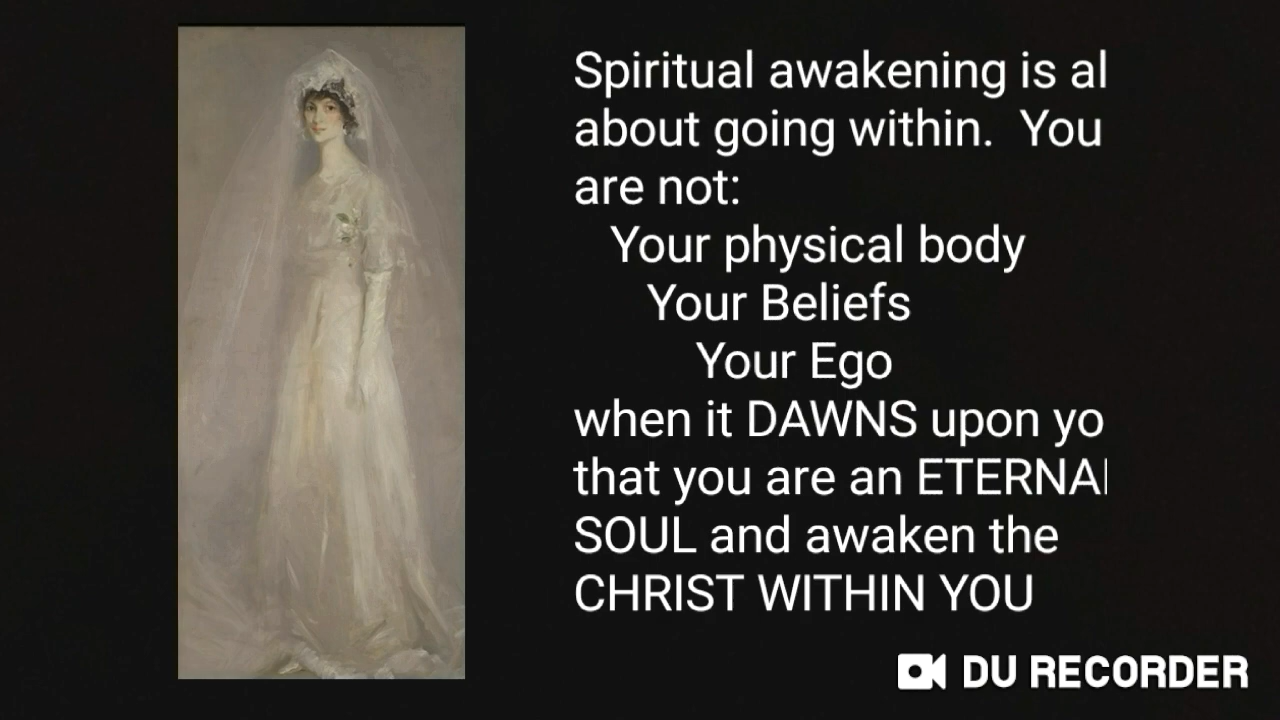 Spiritual awakening is al
about going within.  You
are not:
Your physical body
Your Beliefs
Your Ego
when it DAWNS upon yo
that you are an ETERNA
SOUL and awaken the
CHRIST WITHIN YOU
DU RECORDER